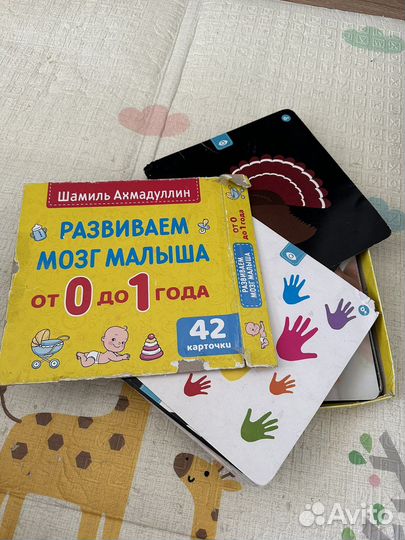 Шамиль Ахмадуллин
РАЗВИВАЕМ
МОЗГ МАЛЫША
от 0 до 1 года
42
карточки
от 0
до 1 года
РАЗВИВАЕМ
МОЗГ МАЛЫША
Avito